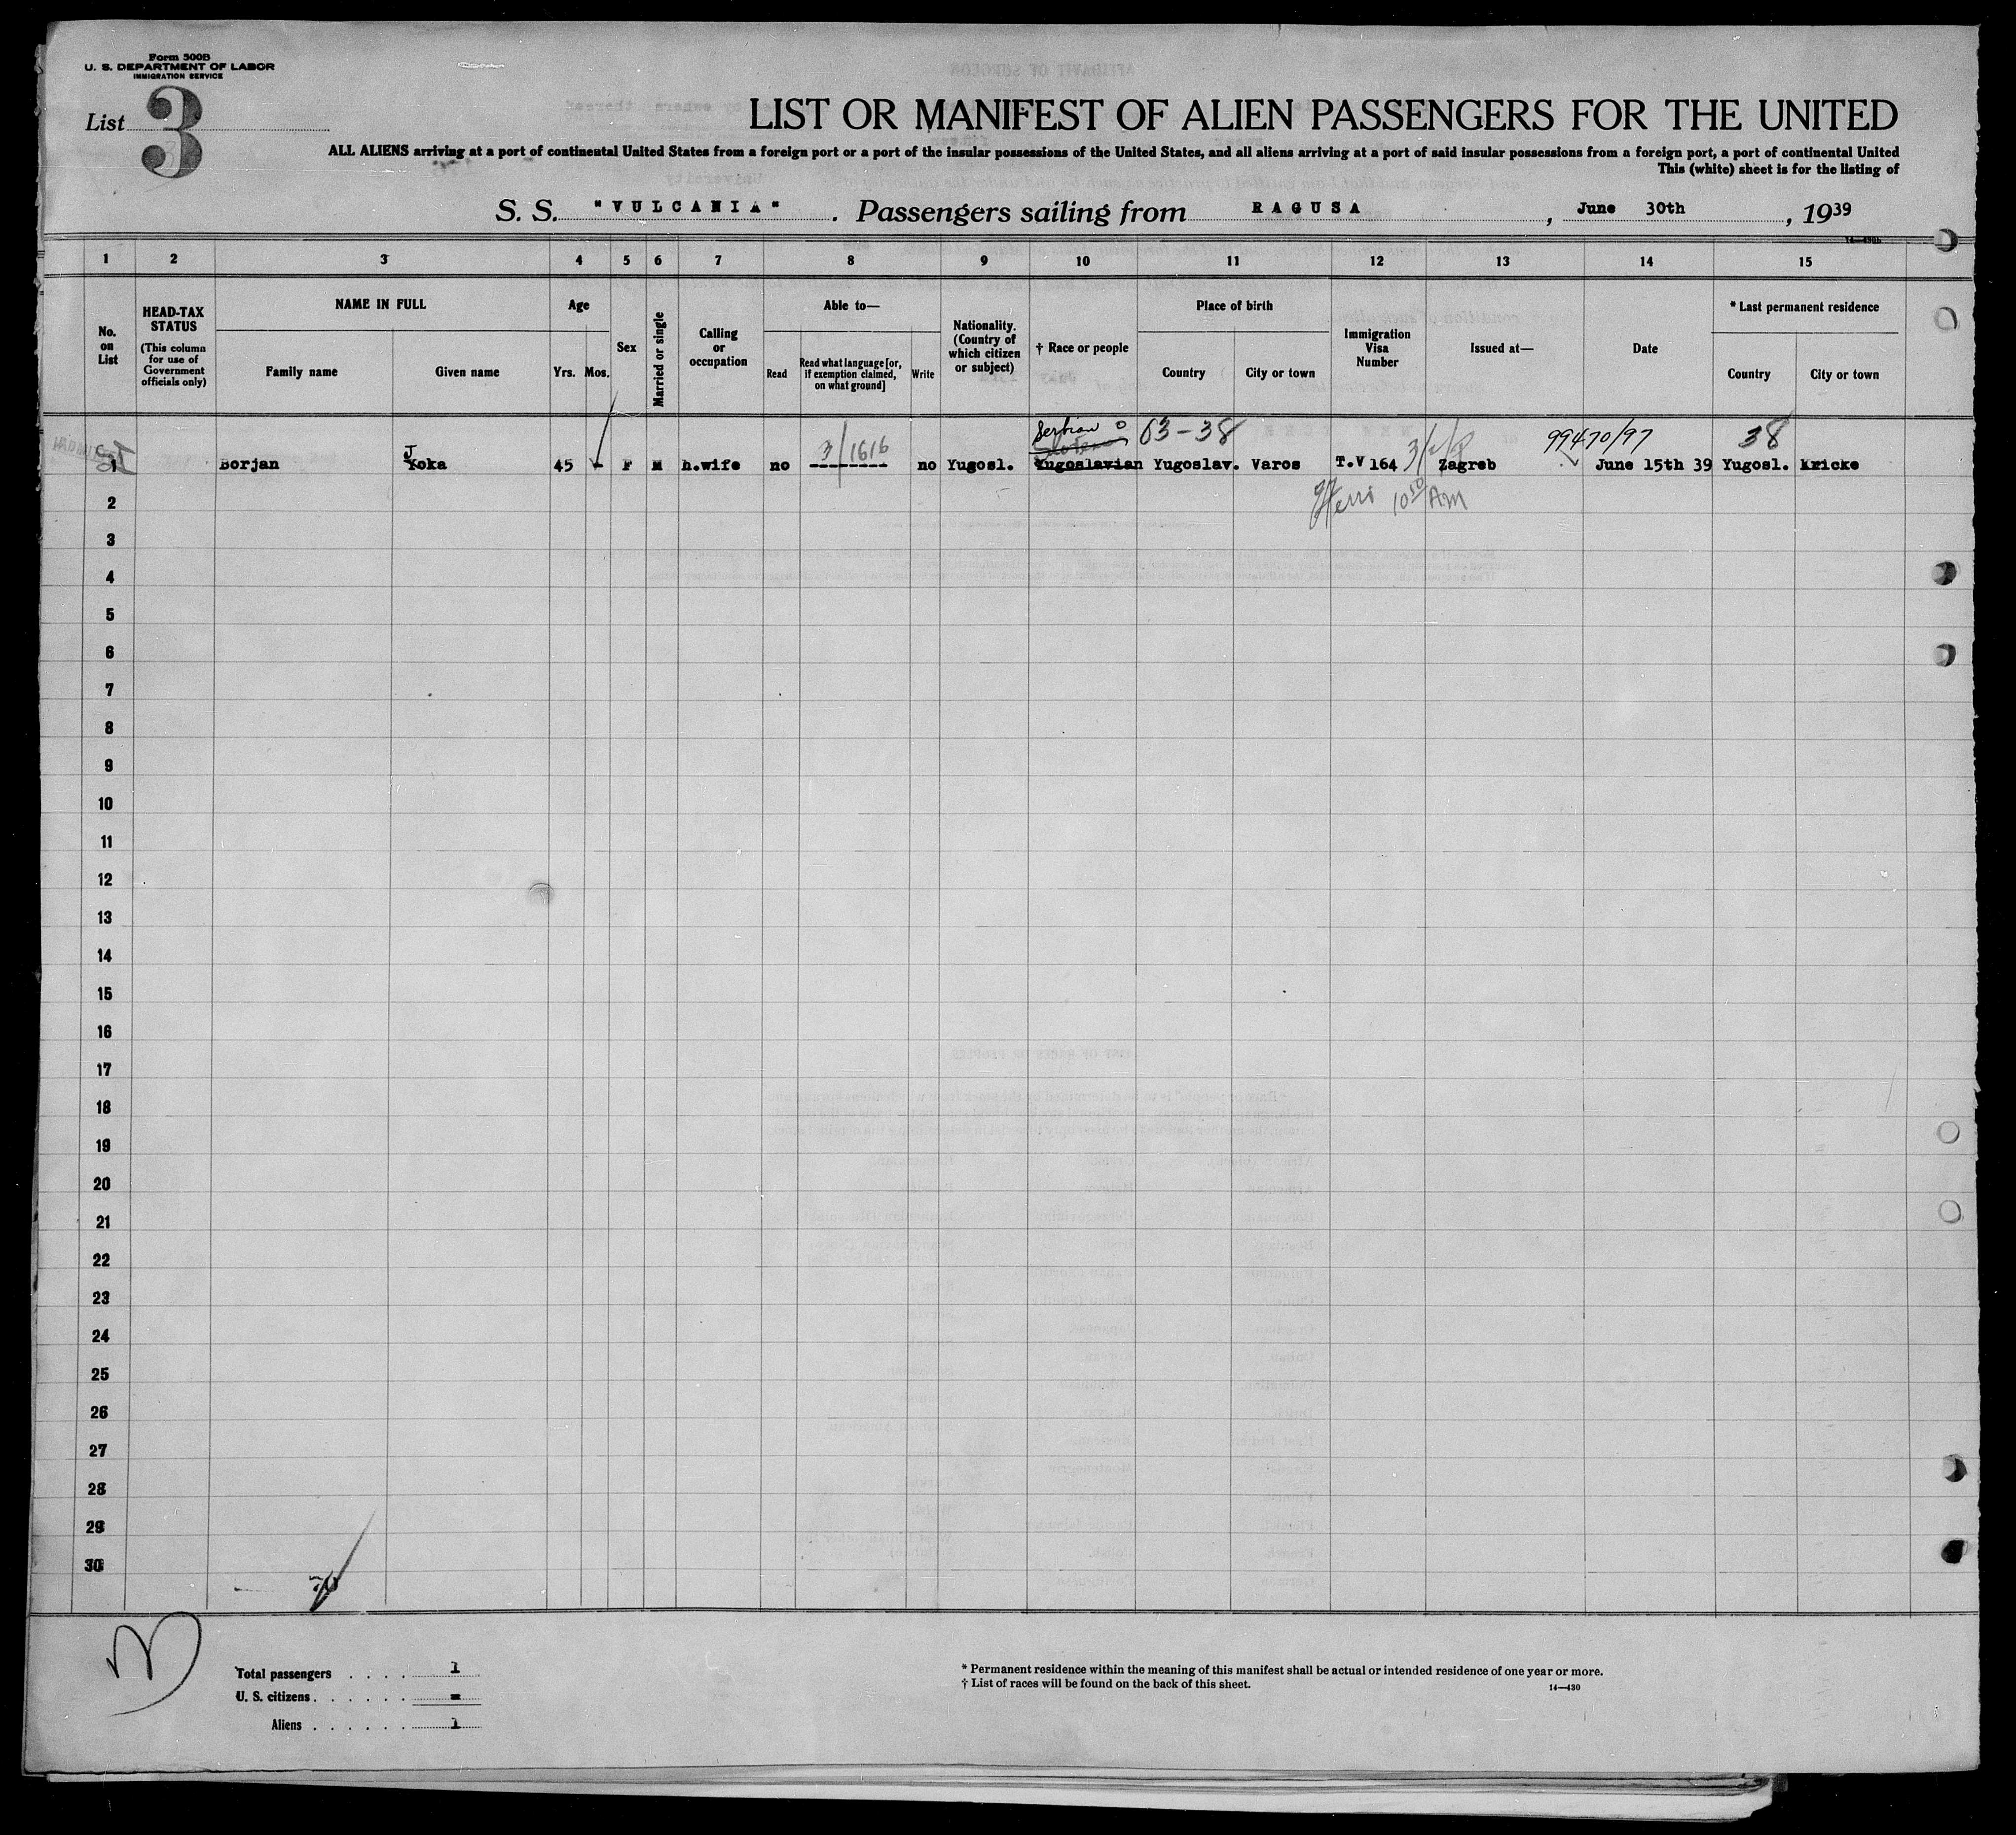 Form 500B
U. S. DEPARTMENT OF LABOR
IMMIGRATION SERVICE
List 3
LIST OR MANIFEST OF ALIEN PASSENGERS FOR THE UNITED
ALL ALIENS arriving at a port of continental United States from a foreign port or a port of the insular possessions of the United States, and all aliens arriving at a port of said insular possessions from a foreign port, a port of continental United
This (white) sheet is for the listing of
S. S. "VULCANIA". Passengers sailing from RAGUSA, June 30th, 1939
1 2 3 4 5 6 7 8 9 10 11 12 13 14 15
No. on List
HEAD-TAX STATUS
(This column for use of Government officials only)
NAME IN FULL
Family name
Given name
Age
Yrs. Mos.
Sex
Married or single
Calling or occupation
Able to—
Read
Read what language [or, if exemption claimed, on what ground]
Write
Nationality. (Country of which citizen or subject)
† Race or people
Place of birth
Country
City or town
Immigration Visa Number
Issued at—
Date
* Last permanent residence
Country
City or town
3/1616 Serbian 63-38 99470/97 38
1 Borjan J Yoka 45 - F M h.wife no --------- no Yugosl. Yugoslavian Yugoslav. Varos T.V 164 Zagreb June 15th 39 Yugosl. Kricke
10 30 AM
2
3
4
5
6
7
8
9
10
11
12
13
14
15
16
17
18
19
20
21
22
23
24
25
26
27
28
29
30
Total passengers . . . . 1
U. S. citizens . . . . . . -
Aliens . . . . . . 1
* Permanent residence within the meaning of this manifest shall be actual or intended residence of one year or more.
† List of races will be found on the back of this sheet.
14—430